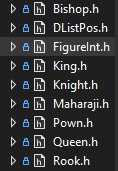 Bishop.h
DListPos.h
FigureInt.h
King.h
Knight.h
Maharaji.h
Pown.h
Queen.h
Rook.h